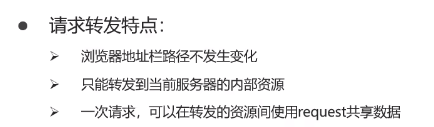 ● 请求转发特点：
➢ 浏览器地址栏路径不发生变化
➢ 只能转发到当前服务器的内部资源
➢ 一次请求，可以在转发的资源间使用request共享数据